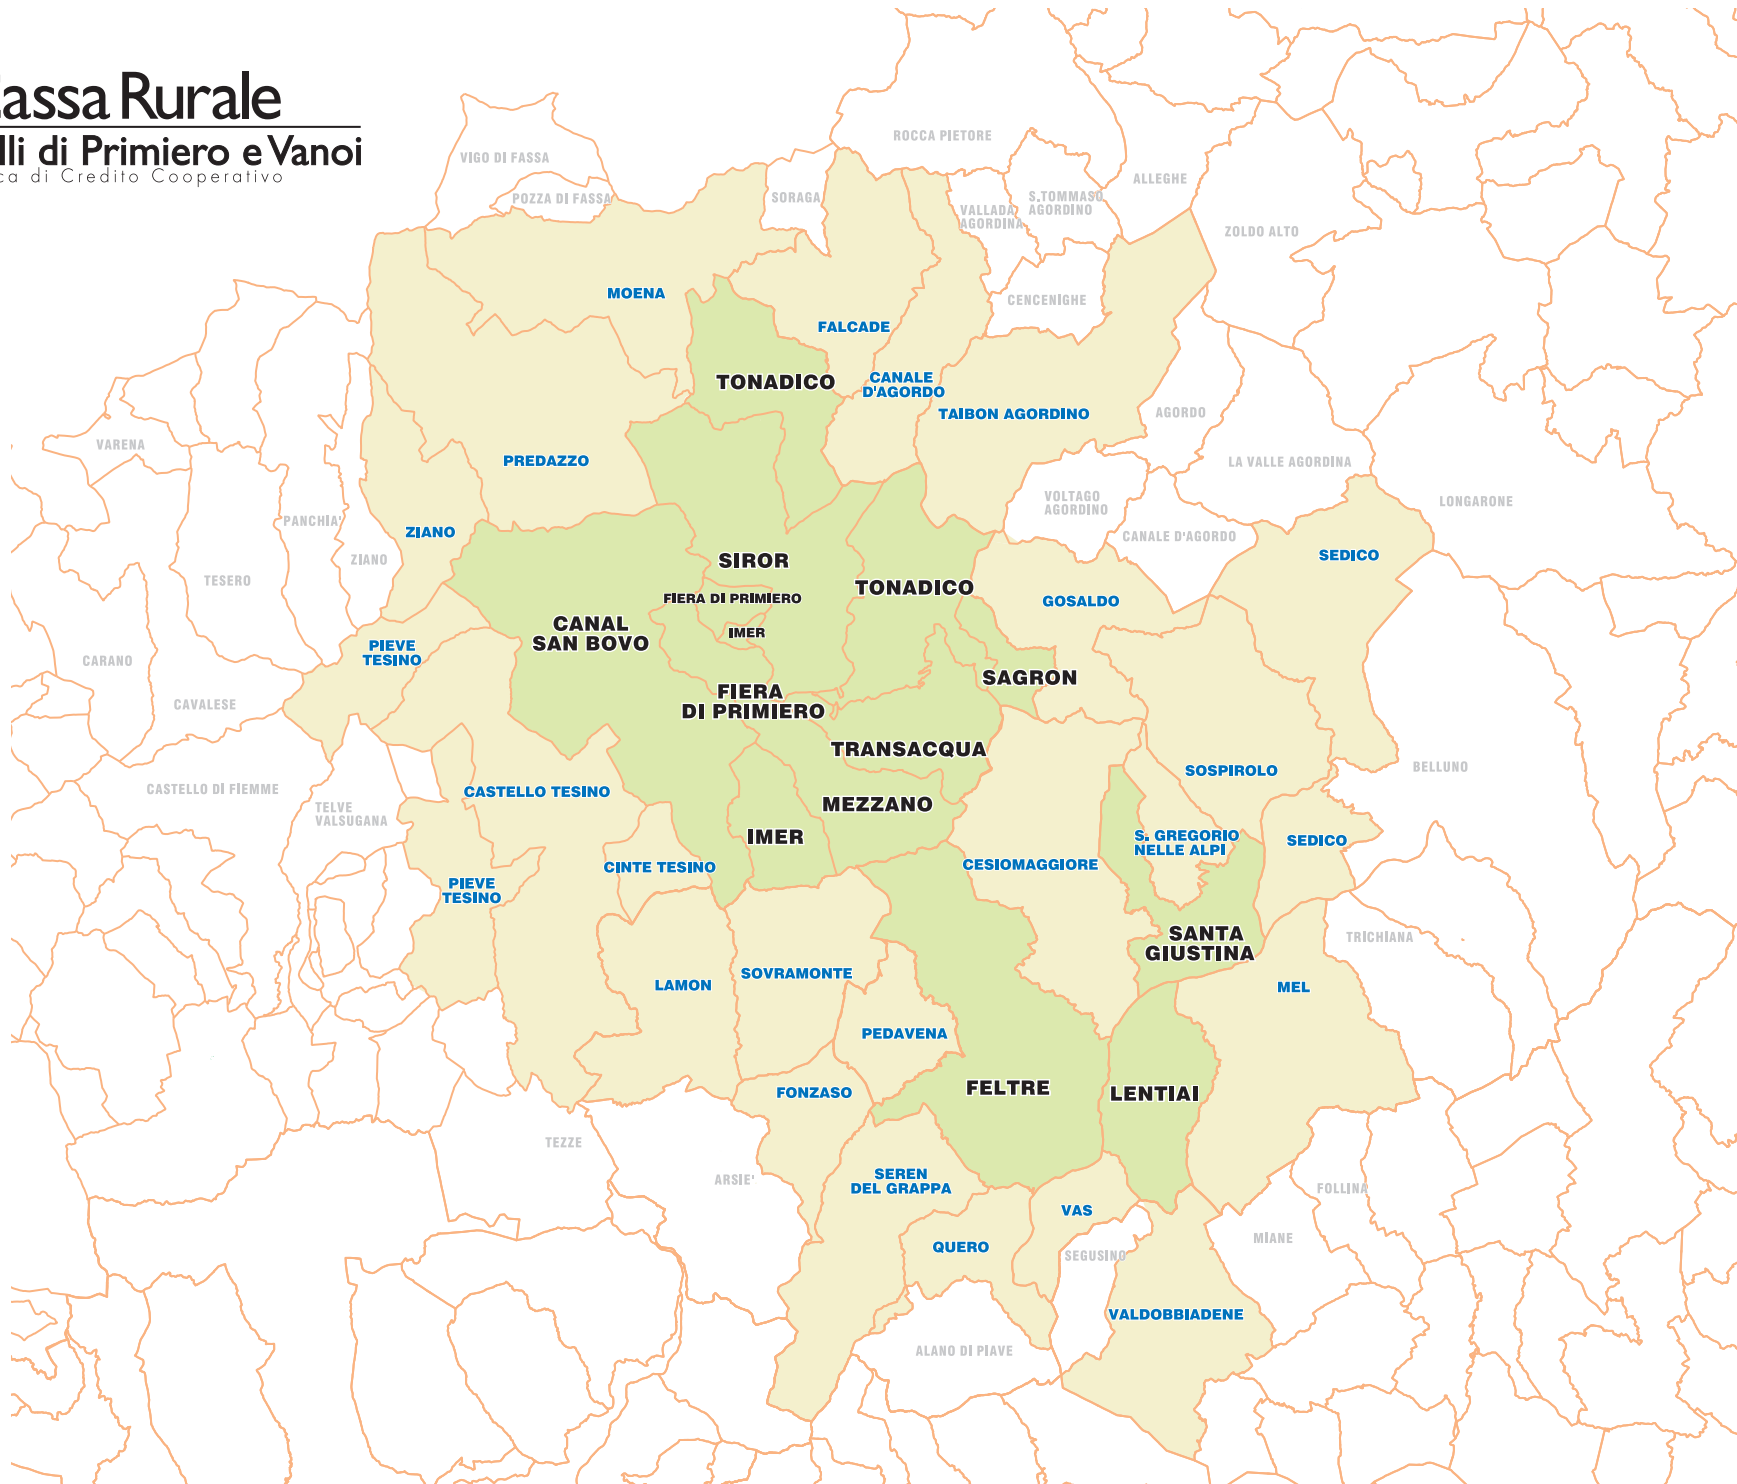 assa Rurale
lli di Primiero e Vanoi
ca di Credito Cooperativo
ROCCA PIETORE
VIGO DI FASSA
POZZA DI FASSA
SORAGA
ALLEGHE
S.TOMMASO
AGORDINO
VALLADA
AGORDINA
ZOLDO ALTO
MOENA
CENCENIGHE
FALCADE
TONADICO
CANALE
D'AGORDO
TAIBON AGORDINO
AGORDO
VARENA
PREDAZZO
LA VALLE AGORDINA
VOLTAGO
AGORDINO
LONGARONE
PANCHIA'
ZIANO
ZIANO
CANALE D'AGORDO
SEDICO
SIROR
TESERO
TONADICO
FIERA DI PRIMIERO
GOSALDO
CANAL
SAN BOVO
IMER
PIEVE
TESINO
CARANO
SAGRON
FIERA
DI PRIMIERO
CAVALESE
TRANSACQUA
BELLUNO
SOSPIROLO
CASTELLO DI FIEMME
CASTELLO TESINO
TELVE
VALSUGANA
MEZZANO
IMER
S. GREGORIO
NELLE ALPI
SEDICO
CINTE TESINO
CESIOMAGGIORE
PIEVE
TESINO
SANTA
GIUSTINA
TRICHIANA
SOVRAMONTE
LAMON
MEL
PEDAVENA
FELTRE
LENTIAI
FONZASO
TEZZE
ARSIE'
SEREN
DEL GRAPPA
FOLLINA
VAS
MIANE
QUERO
SEGUSINO
VALDOBBIADENE
ALANO DI PIAVE